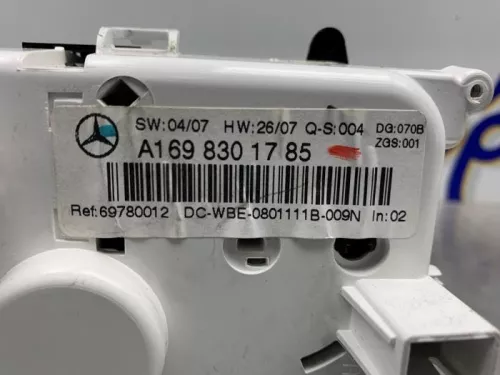 SW:04/07 HW:26/07 Q-S:004 DG:070B
ZGS:001
A169 830 17 85
Ref:69780012 DC-WBE-0801111B-009N In:02